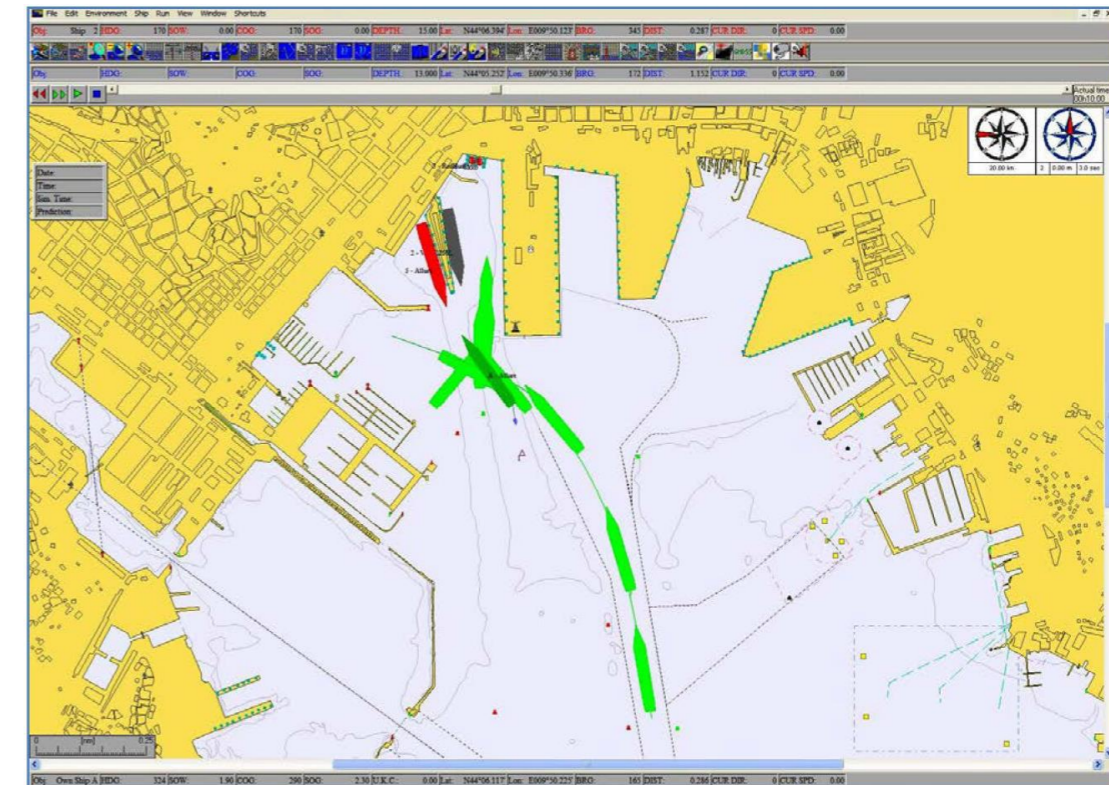 File Edit Environment Ship Run View Window Shortcuts
Obj: Ship 2 HDG: 170 SOW: 0.00 COG: 170 SOG: 0.00 DEPTH: 15.00 Lat: N44°06.394' Lon: E009°50.123' BRG: 345 DIST: 0.287 CUR DIR: 0 CUR SPD: 0.00
Obj: HDG: SOW: COG: SOG: DEPTH: 13.000 Lat: N44°05.252' Lon: E009°50.336' BRG: 172 DIST: 1.152 CUR DIR: 0 CUR SPD: 0.00
Actual time
00h10:00
20.00 kn 2 0.00 m 3.0 sec
Date:
Time:
Sim. Time:
Prediction:
0 [nm] 0.25
Obj: Own Ship A HDG: 324 SOW: 1.90 COG: 299 SOG: 2.30 U.K.C.: 0.00 Lat: N44°06.117' Lon: E009°50.225' BRG: 165 DIST: 0.286 CUR DIR: 0 CUR SPD: 0.00